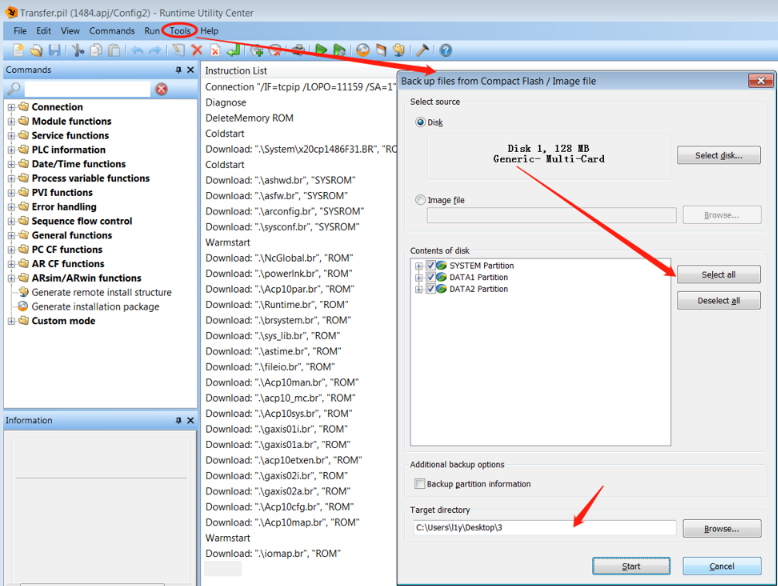 Transfer.pil (1484.apj/Config2) - Runtime Utility Center
File Edit View Commands Run Tools Help
Commands
Connection
Module functions
Service functions
PLC information
Date/Time functions
Process variable functions
PVI functions
Error handling
Sequence flow control
General functions
PC CF functions
AR CF functions
ARsim/ARwin functions
Generate remote install structure
Generate installation package
Custom mode
Information
Instruction List
Connection "/IF=tcpip /LOPO=11159 /SA=1"
Diagnose
DeleteMemory ROM
Coldstart
Download: ".\System\x20cp1486F31.BR", "RO
Coldstart
Download: ".\ashwd.br", "SYSROM"
Download: ".\asfw.br", "SYSROM"
Download: ".\arconfig.br", "SYSROM"
Download: ".\sysconf.br", "SYSROM"
Warmstart
Download: ".\NcGlobal.br", "ROM"
Download: ".\powerlnk.br", "ROM"
Download: ".\Acp10par.br", "ROM"
Download: ".\Runtime.br", "ROM"
Download: ".\brsystem.br", "ROM"
Download: ".\sys_lib.br", "ROM"
Download: ".\astime.br", "ROM"
Download: ".\fileio.br", "ROM"
Download: ".\Acp10man.br", "ROM"
Download: ".\acp10_mc.br", "ROM"
Download: ".\Acp10sys.br", "ROM"
Download: ".\gaxis01i.br", "ROM"
Download: ".\gaxis01a.br", "ROM"
Download: ".\acp10etxen.br", "ROM"
Download: ".\gaxis02i.br", "ROM"
Download: ".\gaxis02a.br", "ROM"
Download: ".\Acp10cfg.br", "ROM"
Download: ".\Acp10map.br", "ROM"
Warmstart
Download: ".\iomap.br", "ROM"
Back up files from Compact Flash / Image file
Select source
Disk
Disk 1, 128 MB
Generic- Multi-Card
Select disk...
Image file
Browse...
Contents of disk
SYSTEM Partition
DATA1 Partition
DATA2 Partition
Select all
Deselect all
Additional backup options
Backup partition information
Target directory
C:\Users\l1y\Desktop\3
Browse...
Start
Cancel